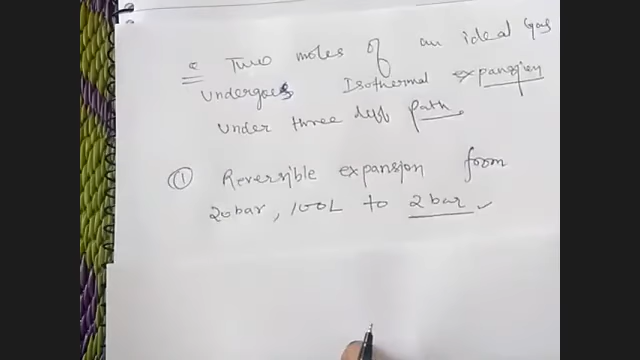 Q Two moles of an ideal gas
undergoes Isothermal expansion
under three diff path.
① Reversible expansion from
20bar, 100L to 2bar